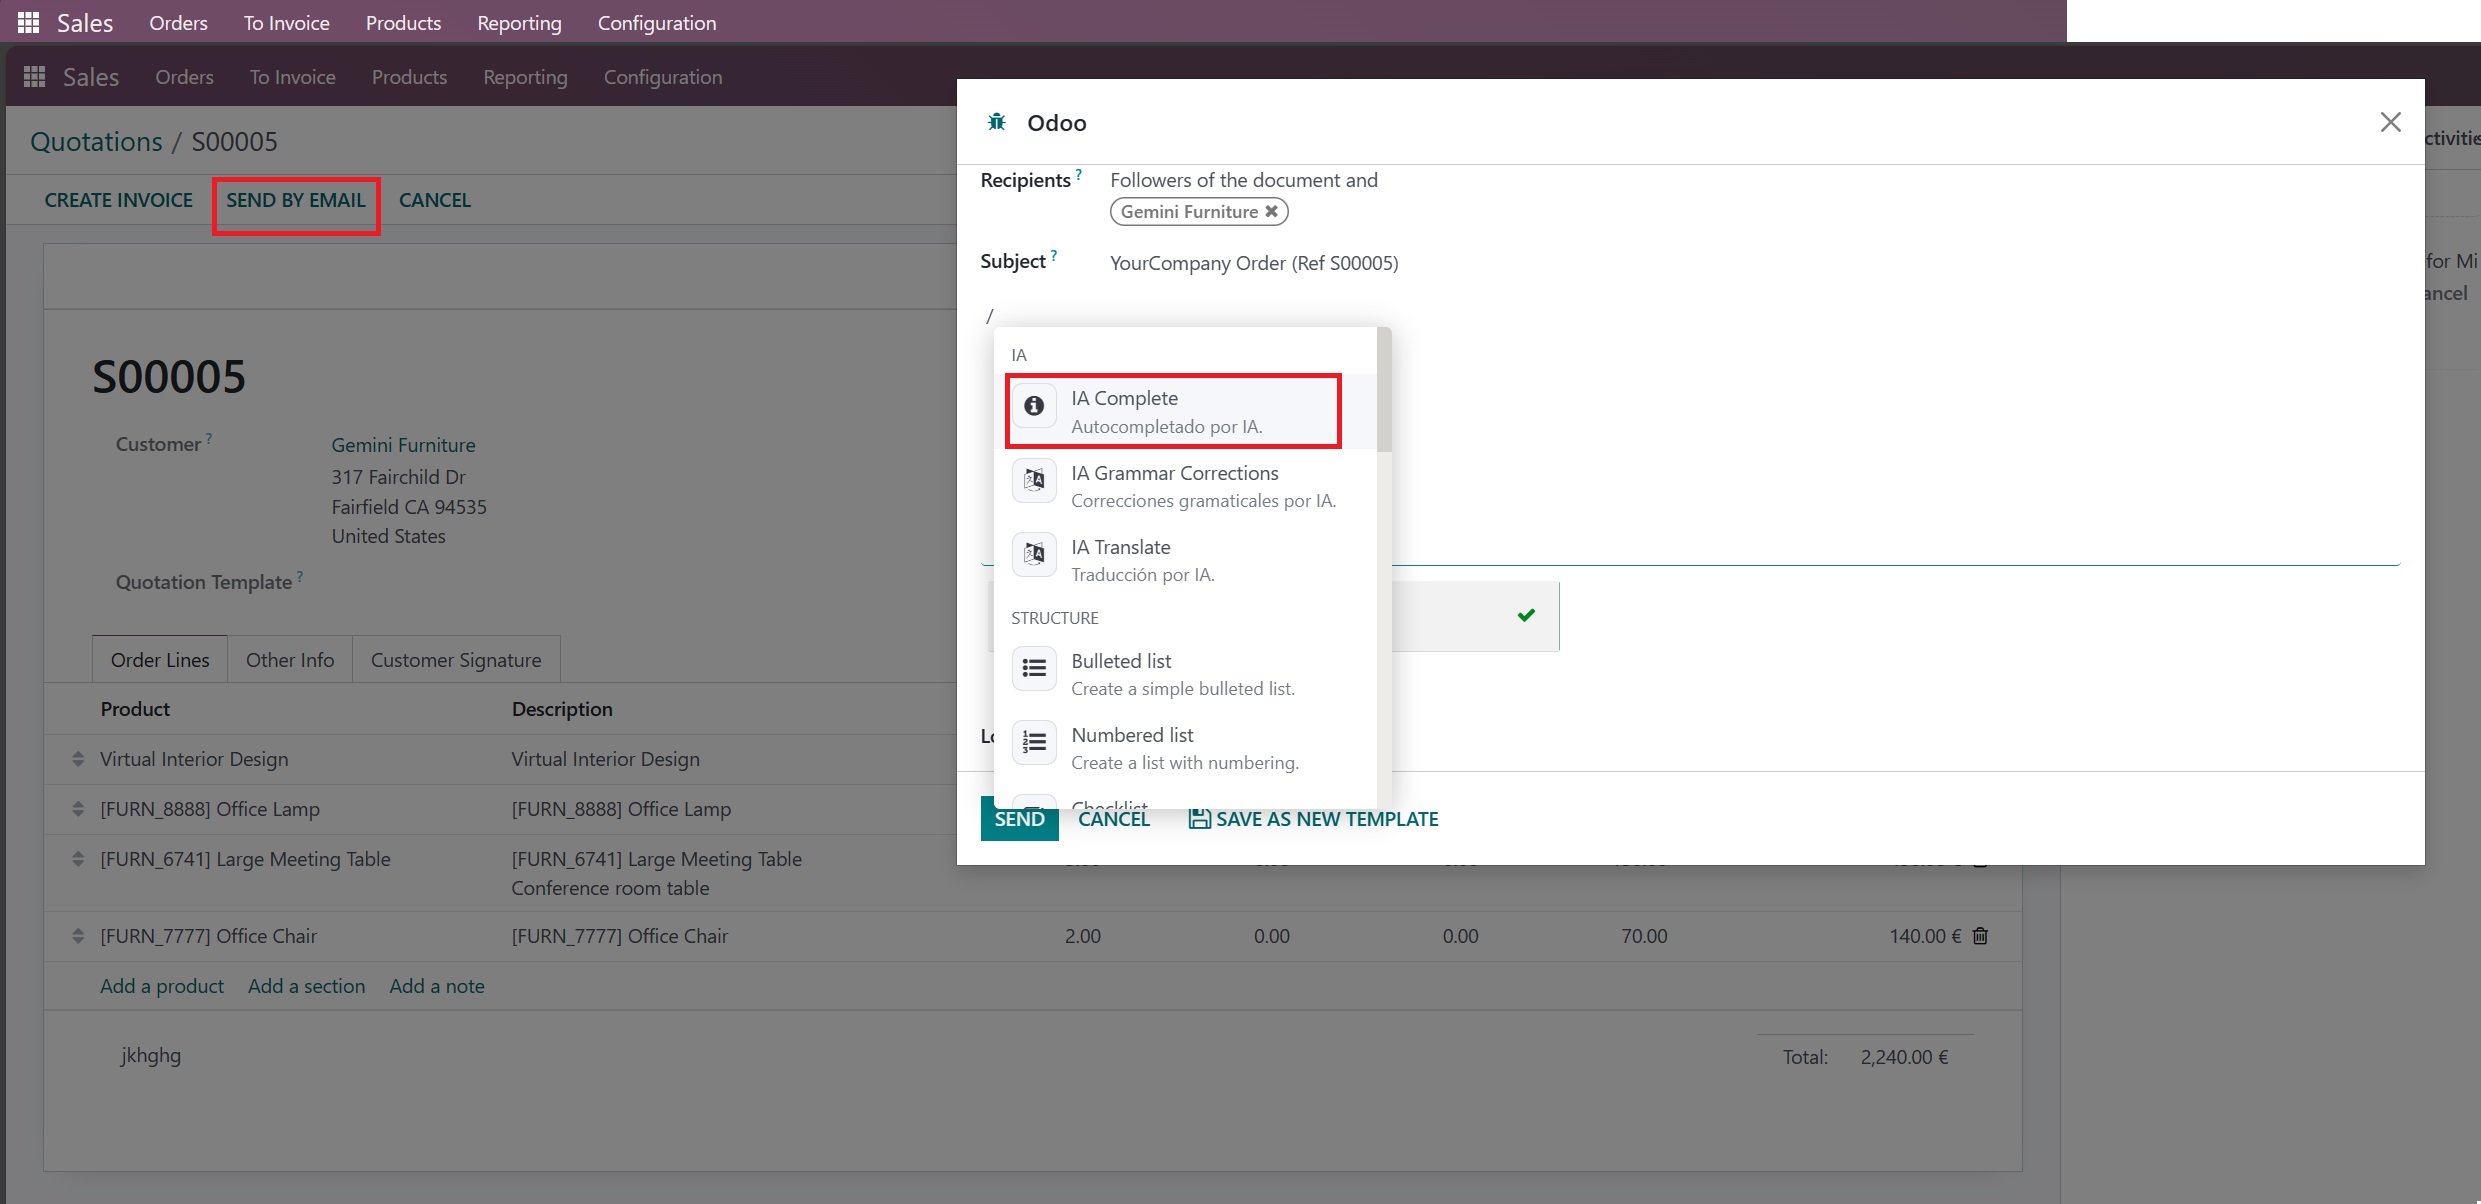 Sales Orders To Invoice Products Reporting Configuration
Sales Orders To Invoice Products Reporting Configuration
Quotations / S00005
CREATE INVOICE SEND BY EMAIL CANCEL
S00005
Customer ? Gemini Furniture
317 Fairchild Dr
Fairfield CA 94535
United States
Quotation Template ?
Order Lines Other Info Customer Signature
Product Description
Virtual Interior Design Virtual Interior Design
[FURN_8888] Office Lamp [FURN_8888] Office Lamp
[FURN_6741] Large Meeting Table [FURN_6741] Large Meeting Table
Conference room table
[FURN_7777] Office Chair [FURN_7777] Office Chair 2.00 0.00 0.00 70.00 140.00 €
Add a product Add a section Add a note
jkhghg
Total: 2,240.00 €
Odoo
Recipients ? Followers of the document and
Gemini Furniture
Subject ? YourCompany Order (Ref S00005)
/
IA
IA Complete
Autocompletado por IA.
IA Grammar Corrections
Correcciones gramaticales por IA.
IA Translate
Traducción por IA.
STRUCTURE
Bulleted list
Create a simple bulleted list.
Numbered list
Create a list with numbering.
Checklist
SEND CANCEL SAVE AS NEW TEMPLATE
for Mi